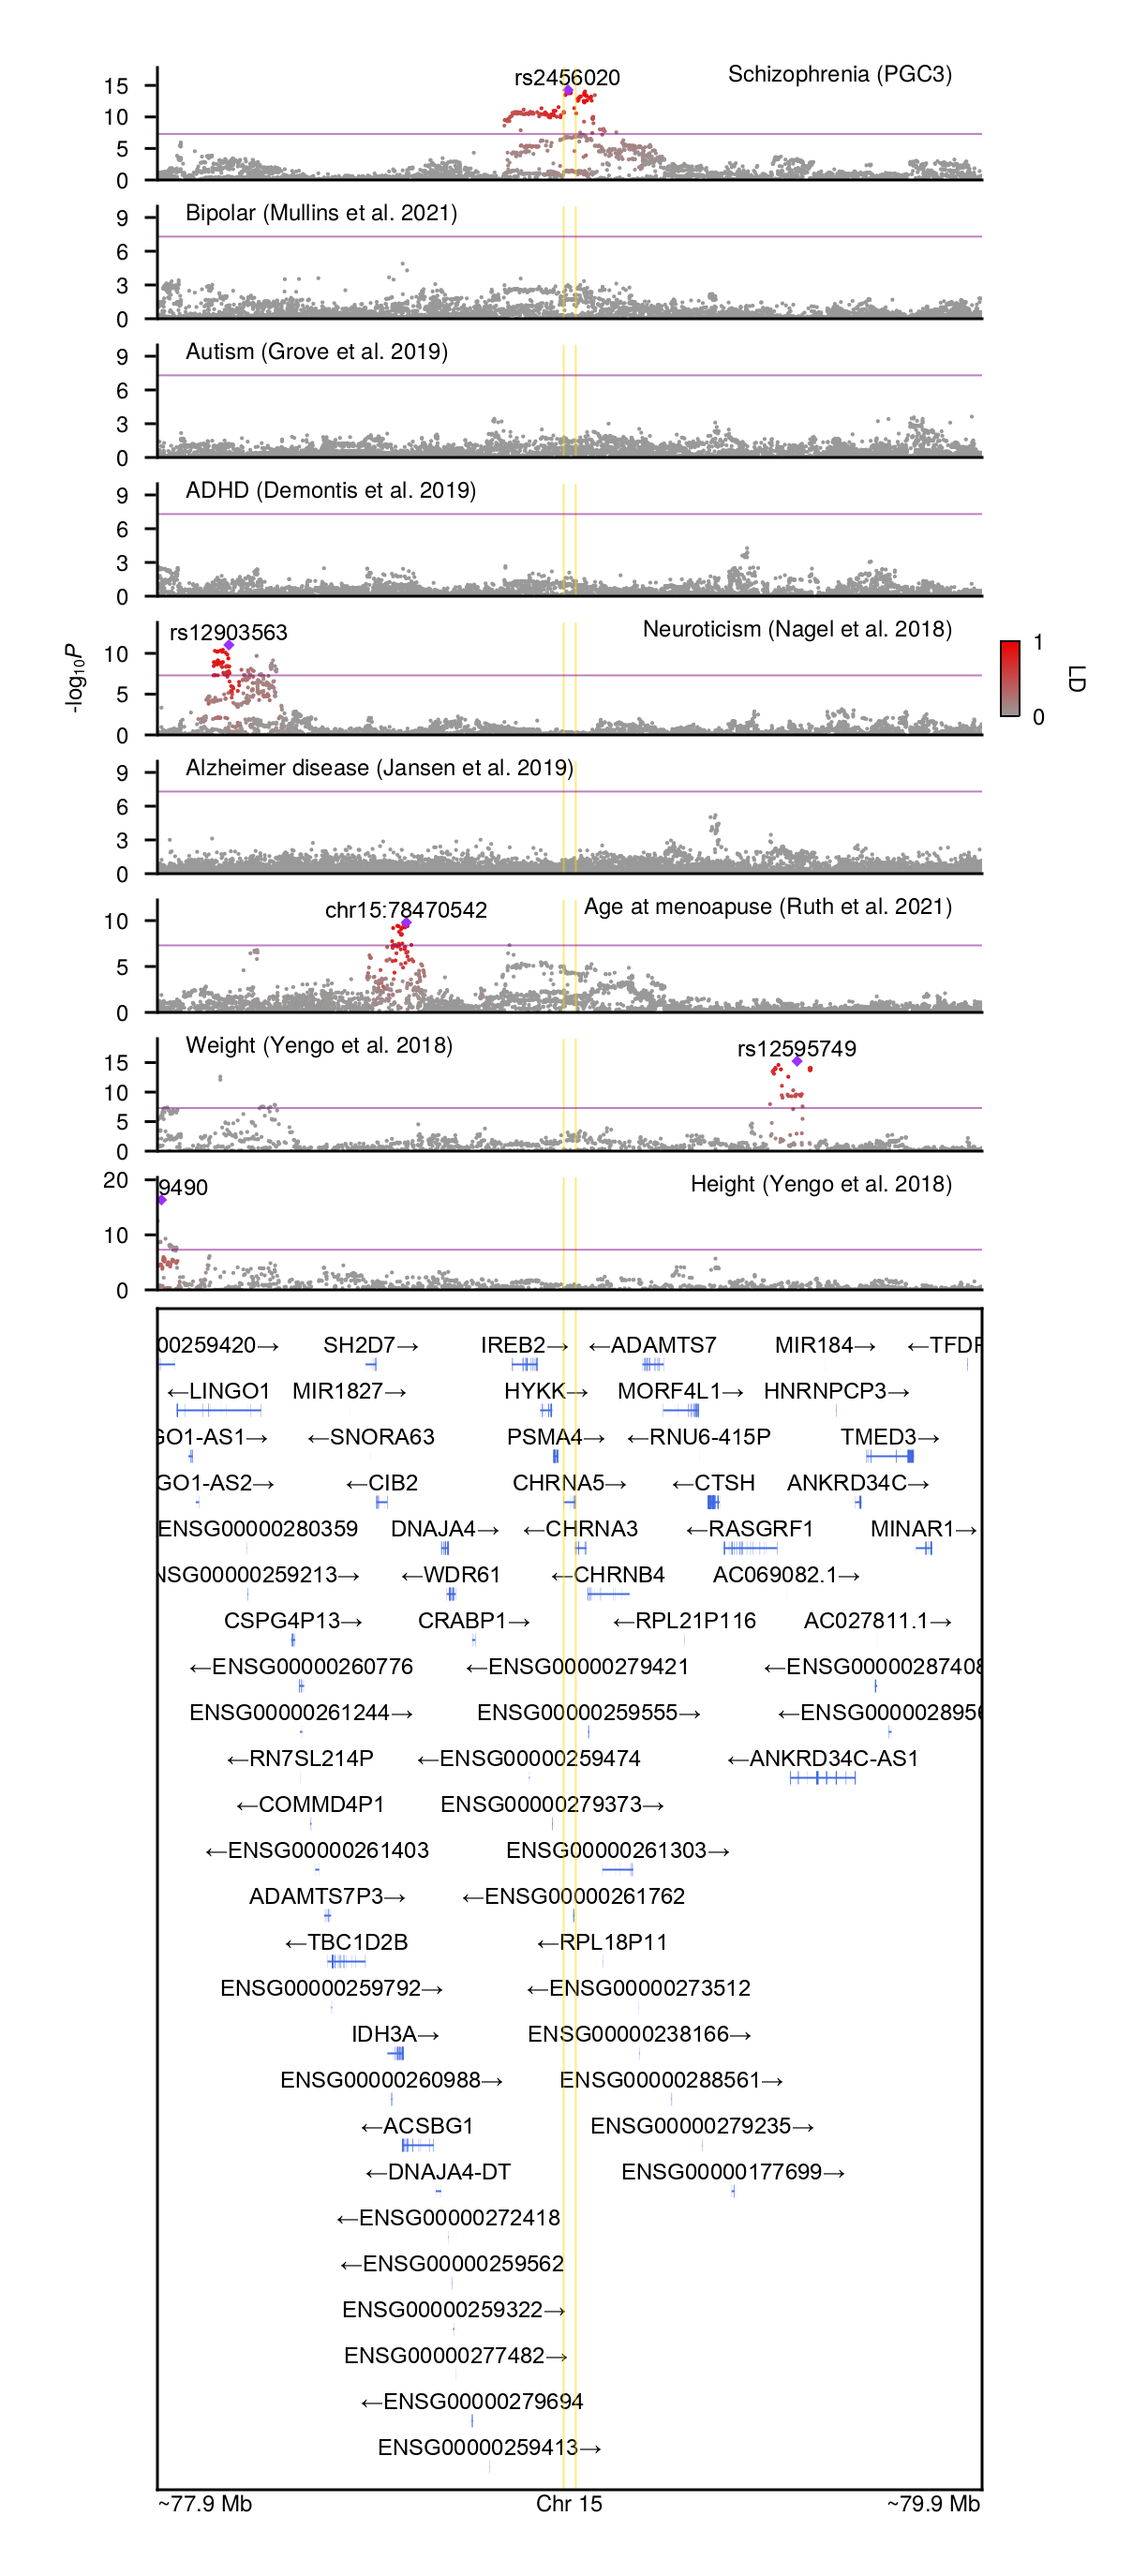 rs2456020
Schizophrenia (PGC3)
15
10
5
0
Bipolar (Mullins et al. 2021)
9
6
3
0
Autism (Grove et al. 2019)
9
6
3
0
ADHD (Demontis et al. 2019)
9
6
3
0
rs12903563
Neuroticism (Nagel et al. 2018)
10
5
0
-log10P
1
0
LD
Alzheimer disease (Jansen et al. 2019)
9
6
3
0
chr15:78470542
Age at menoapuse (Ruth et al. 2021)
10
5
0
Weight (Yengo et al. 2018)
rs12595749
15
10
5
0
9490
Height (Yengo et al. 2018)
20
10
0
00259420→ SH2D7→ IREB2→ ←ADAMTS7 MIR184→ ←TFDP
←LINGO1 MIR1827→ HYKK→ MORF4L1→ HNRNPCP3→
GO1-AS1→ ←SNORA63 PSMA4→ ←RNU6-415P TMED3→
GO1-AS2→ ←CIB2 CHRNA5→ ←CTSH ANKRD34C→
ENSG00000280359 DNAJA4→ ←CHRNA3 ←RASGRF1 MINAR1→
NSG00000259213→ ←WDR61 ←CHRNB4 AC069082.1→
CSPG4P13→ CRABP1→ ←RPL21P116 AC027811.1→
←ENSG00000260776 ←ENSG00000279421 ←ENSG00000287408
ENSG00000261244→ ENSG00000259555→ ←ENSG0000028956
←RN7SL214P ←ENSG00000259474 ←ANKRD34C-AS1
←COMMD4P1 ENSG00000279373→
←ENSG00000261403 ENSG00000261303→
ADAMTS7P3→ ←ENSG00000261762
←TBC1D2B ←RPL18P11
ENSG00000259792→ ←ENSG00000273512
IDH3A→ ENSG00000238166→
ENSG00000260988→ ENSG00000288561→
←ACSBG1 ENSG00000279235→
←DNAJA4-DT ENSG00000177699→
←ENSG00000272418
←ENSG00000259562
ENSG00000259322→
ENSG00000277482→
←ENSG00000279694
ENSG00000259413→
~77.9 Mb Chr 15 ~79.9 Mb